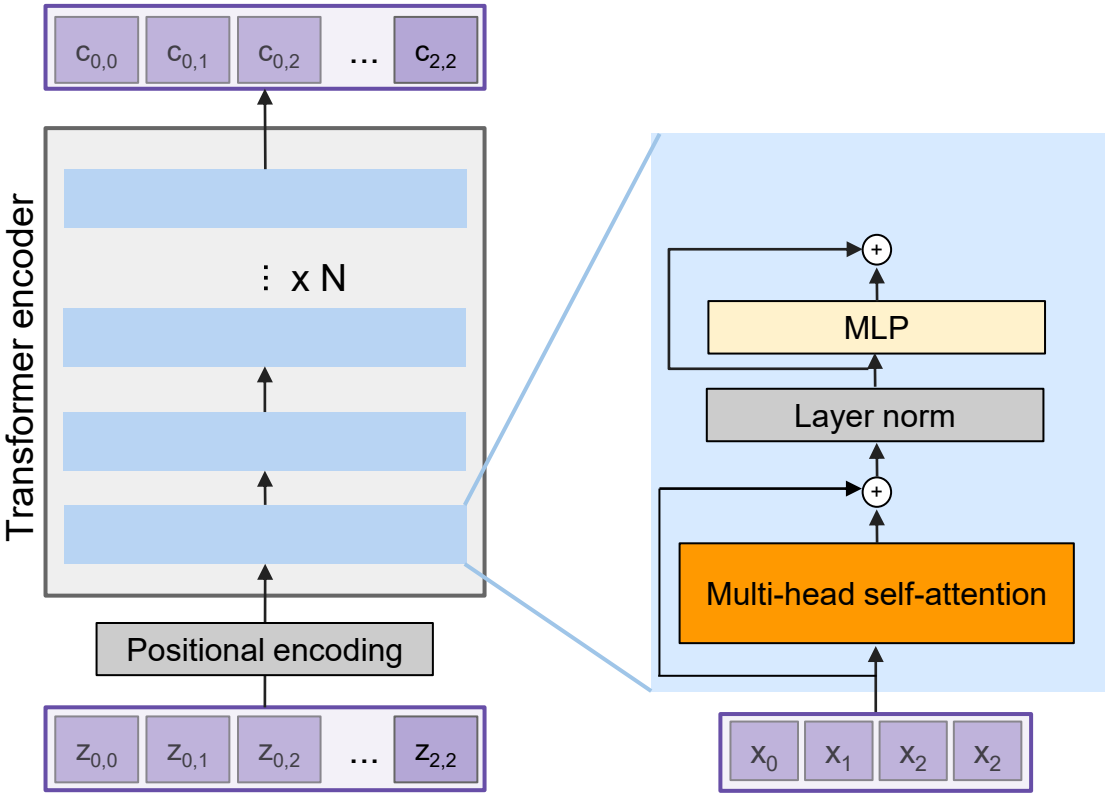 c0,0 c0,1 c0,2 ... c2,2
Transformer encoder
⋮ x N
Positional encoding
z0,0 z0,1 z0,2 ... z2,2
+
MLP
Layer norm
+
Multi-head self-attention
x0 x1 x2 x2